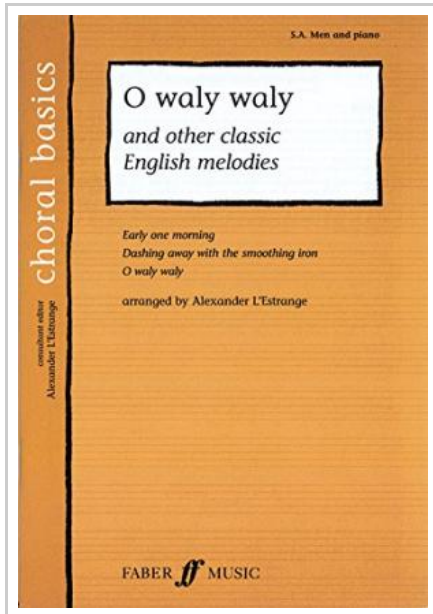 S.A. Men and piano
O waly waly
and other classic
English melodies
Early one morning
Dashing away with the smoothing iron
O waly waly
arranged by Alexander L'Estrange
choral basics
consultant editor
Alexander L'Estrange
FABER ff MUSIC